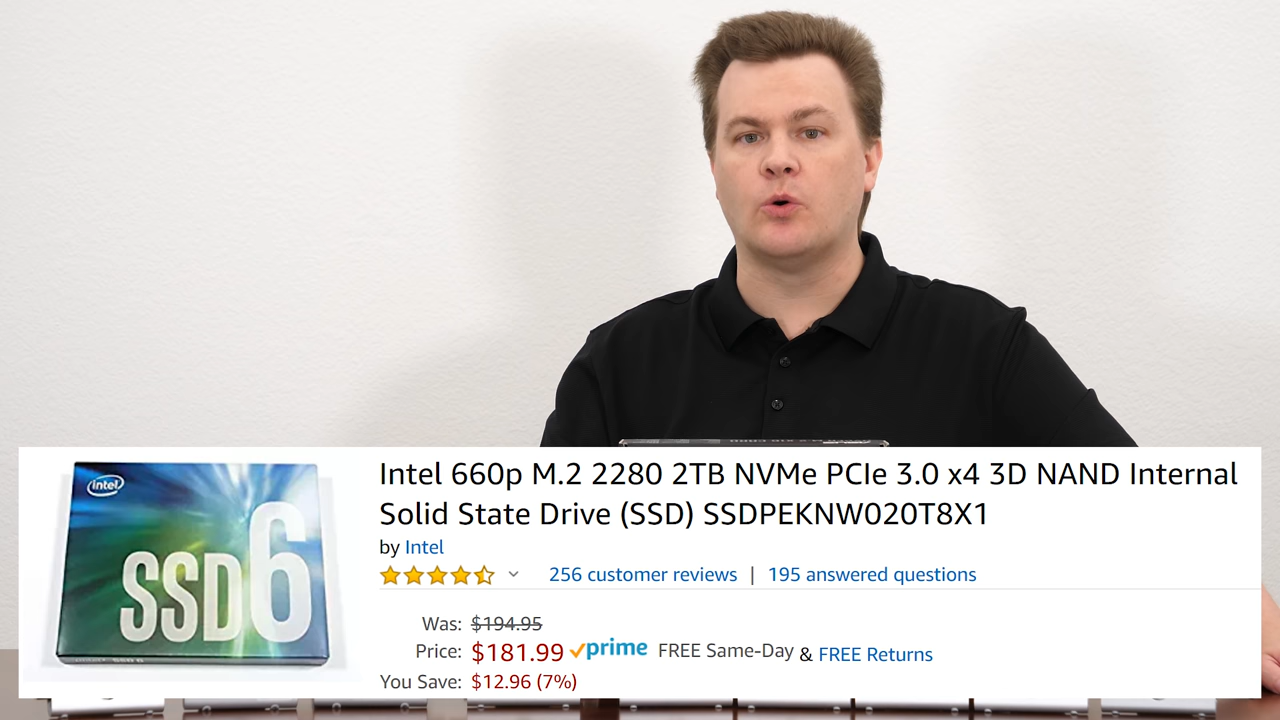 Intel 660p M.2 2280 2TB NVMe PCIe 3.0 x4 3D NAND Internal
Solid State Drive (SSD) SSDPEKNW020T8X1
by Intel
256 customer reviews | 195 answered questions
Was: $194.95
Price: $181.99 prime FREE Same-Day & FREE Returns
You Save: $12.96 (7%)
intel
SSD6